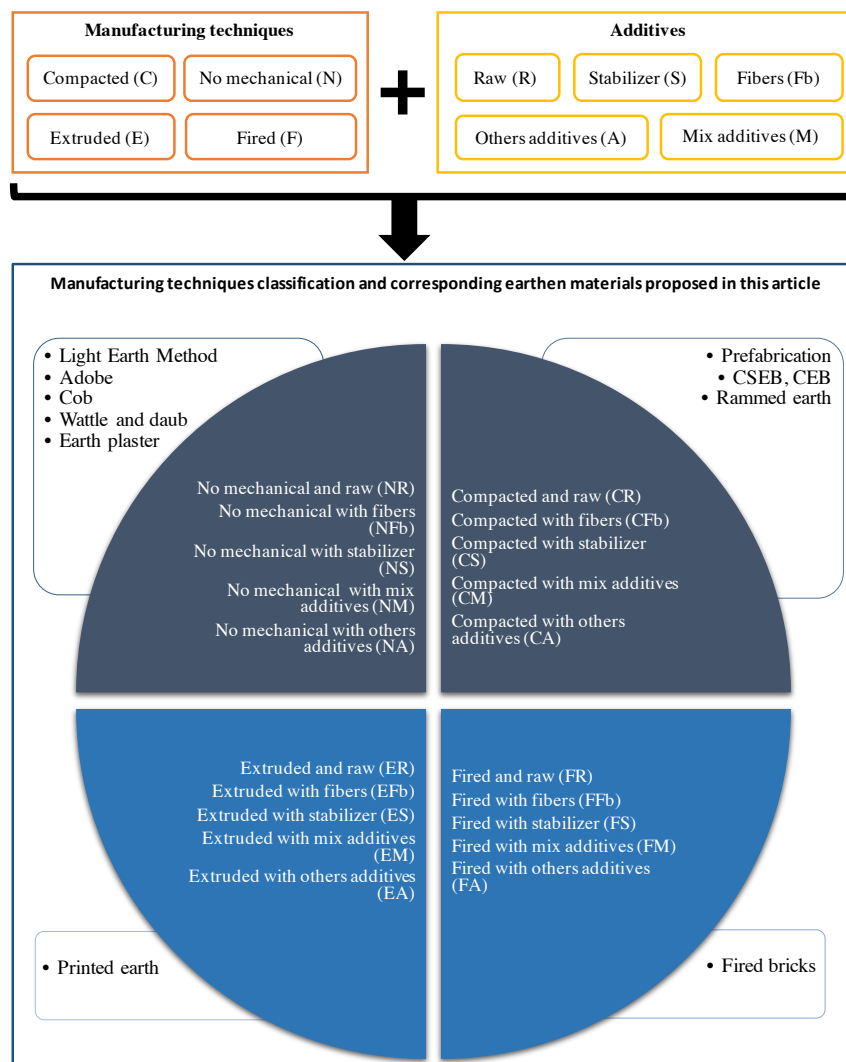 Manufacturing techniques
Compacted (C)
No mechanical (N)
Extruded (E)
Fired (F)
Additives
Raw (R)
Stabilizer (S)
Fibers (Fb)
Others additives (A)
Mix additives (M)
Manufacturing techniques classification and corresponding earthen materials proposed in this article
• Light Earth Method
• Adobe
• Cob
• Wattle and daub
• Earth plaster
• Prefabrication
• CSEB, CEB
• Rammed earth
No mechanical and raw (NR)
No mechanical with fibers
(NFb)
No mechanical with stabilizer
(NS)
No mechanical with mix
additives (NM)
No mechanical with others
additives (NA)
Compacted and raw (CR)
Compacted with fibers (CFb)
Compacted with stabilizer
(CS)
Compacted with mix additives
(CM)
Compacted with others
additives (CA)
Extruded and raw (ER)
Extruded with fibers (EFb)
Extruded with stabilizer (ES)
Extruded with mix additives
(EM)
Extruded with others additives
(EA)
Fired and raw (FR)
Fired with fibers (FFb)
Fired with stabilizer (FS)
Fired with mix additives (FM)
Fired with others additives
(FA)
• Printed earth
• Fired bricks